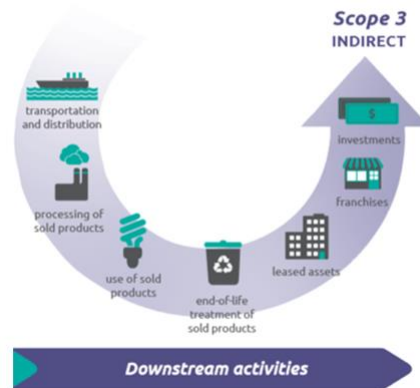 Scope 3
INDIRECT
transportation
and distribution
$
investments
processing of
sold products
franchises
use of sold
products
leased assets
end-of-life
treatment of
sold products
Downstream activities